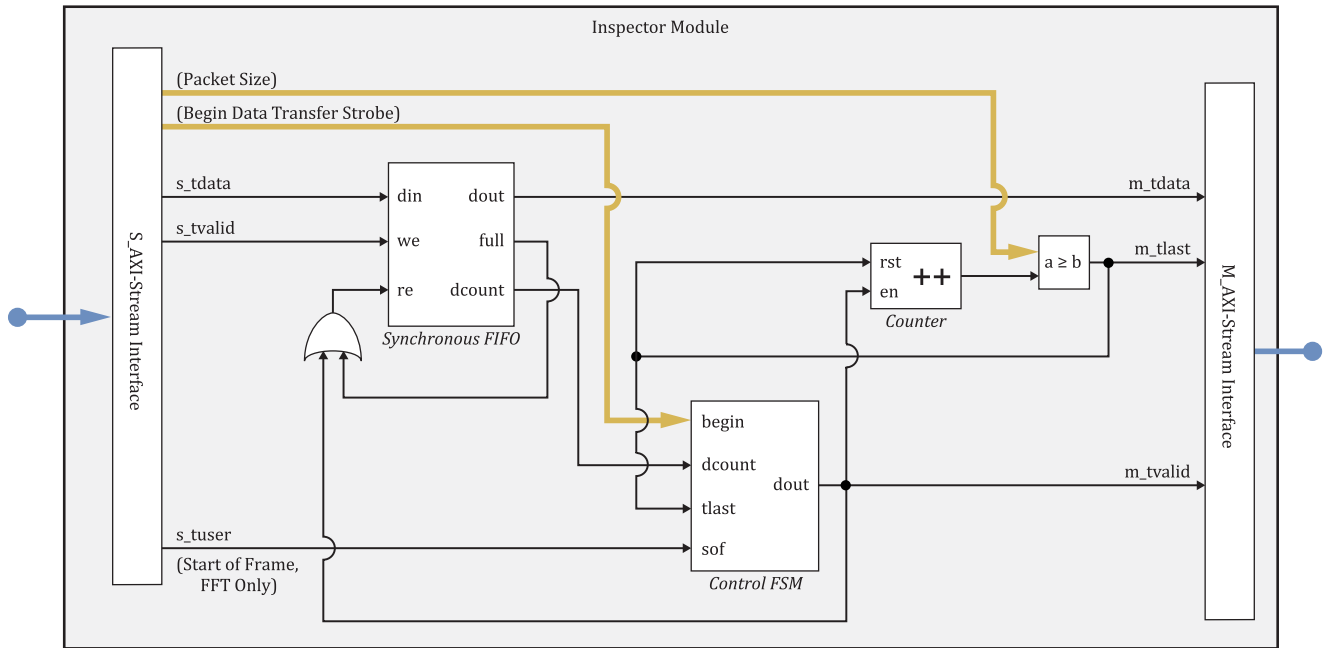 Inspector Module
(Packet Size)
(Begin Data Transfer Strobe)
s_tdata
s_tvalid
din
dout
we
full
re
dcount
Synchronous FIFO
S_AXI-Stream Interface
rst
++
en
Counter
a ≥ b
m_tdata
m_tlast
M_AXI-Stream Interface
begin
dcount
dout
tlast
sof
Control FSM
m_tvalid
s_tuser
(Start of Frame,
FFT Only)